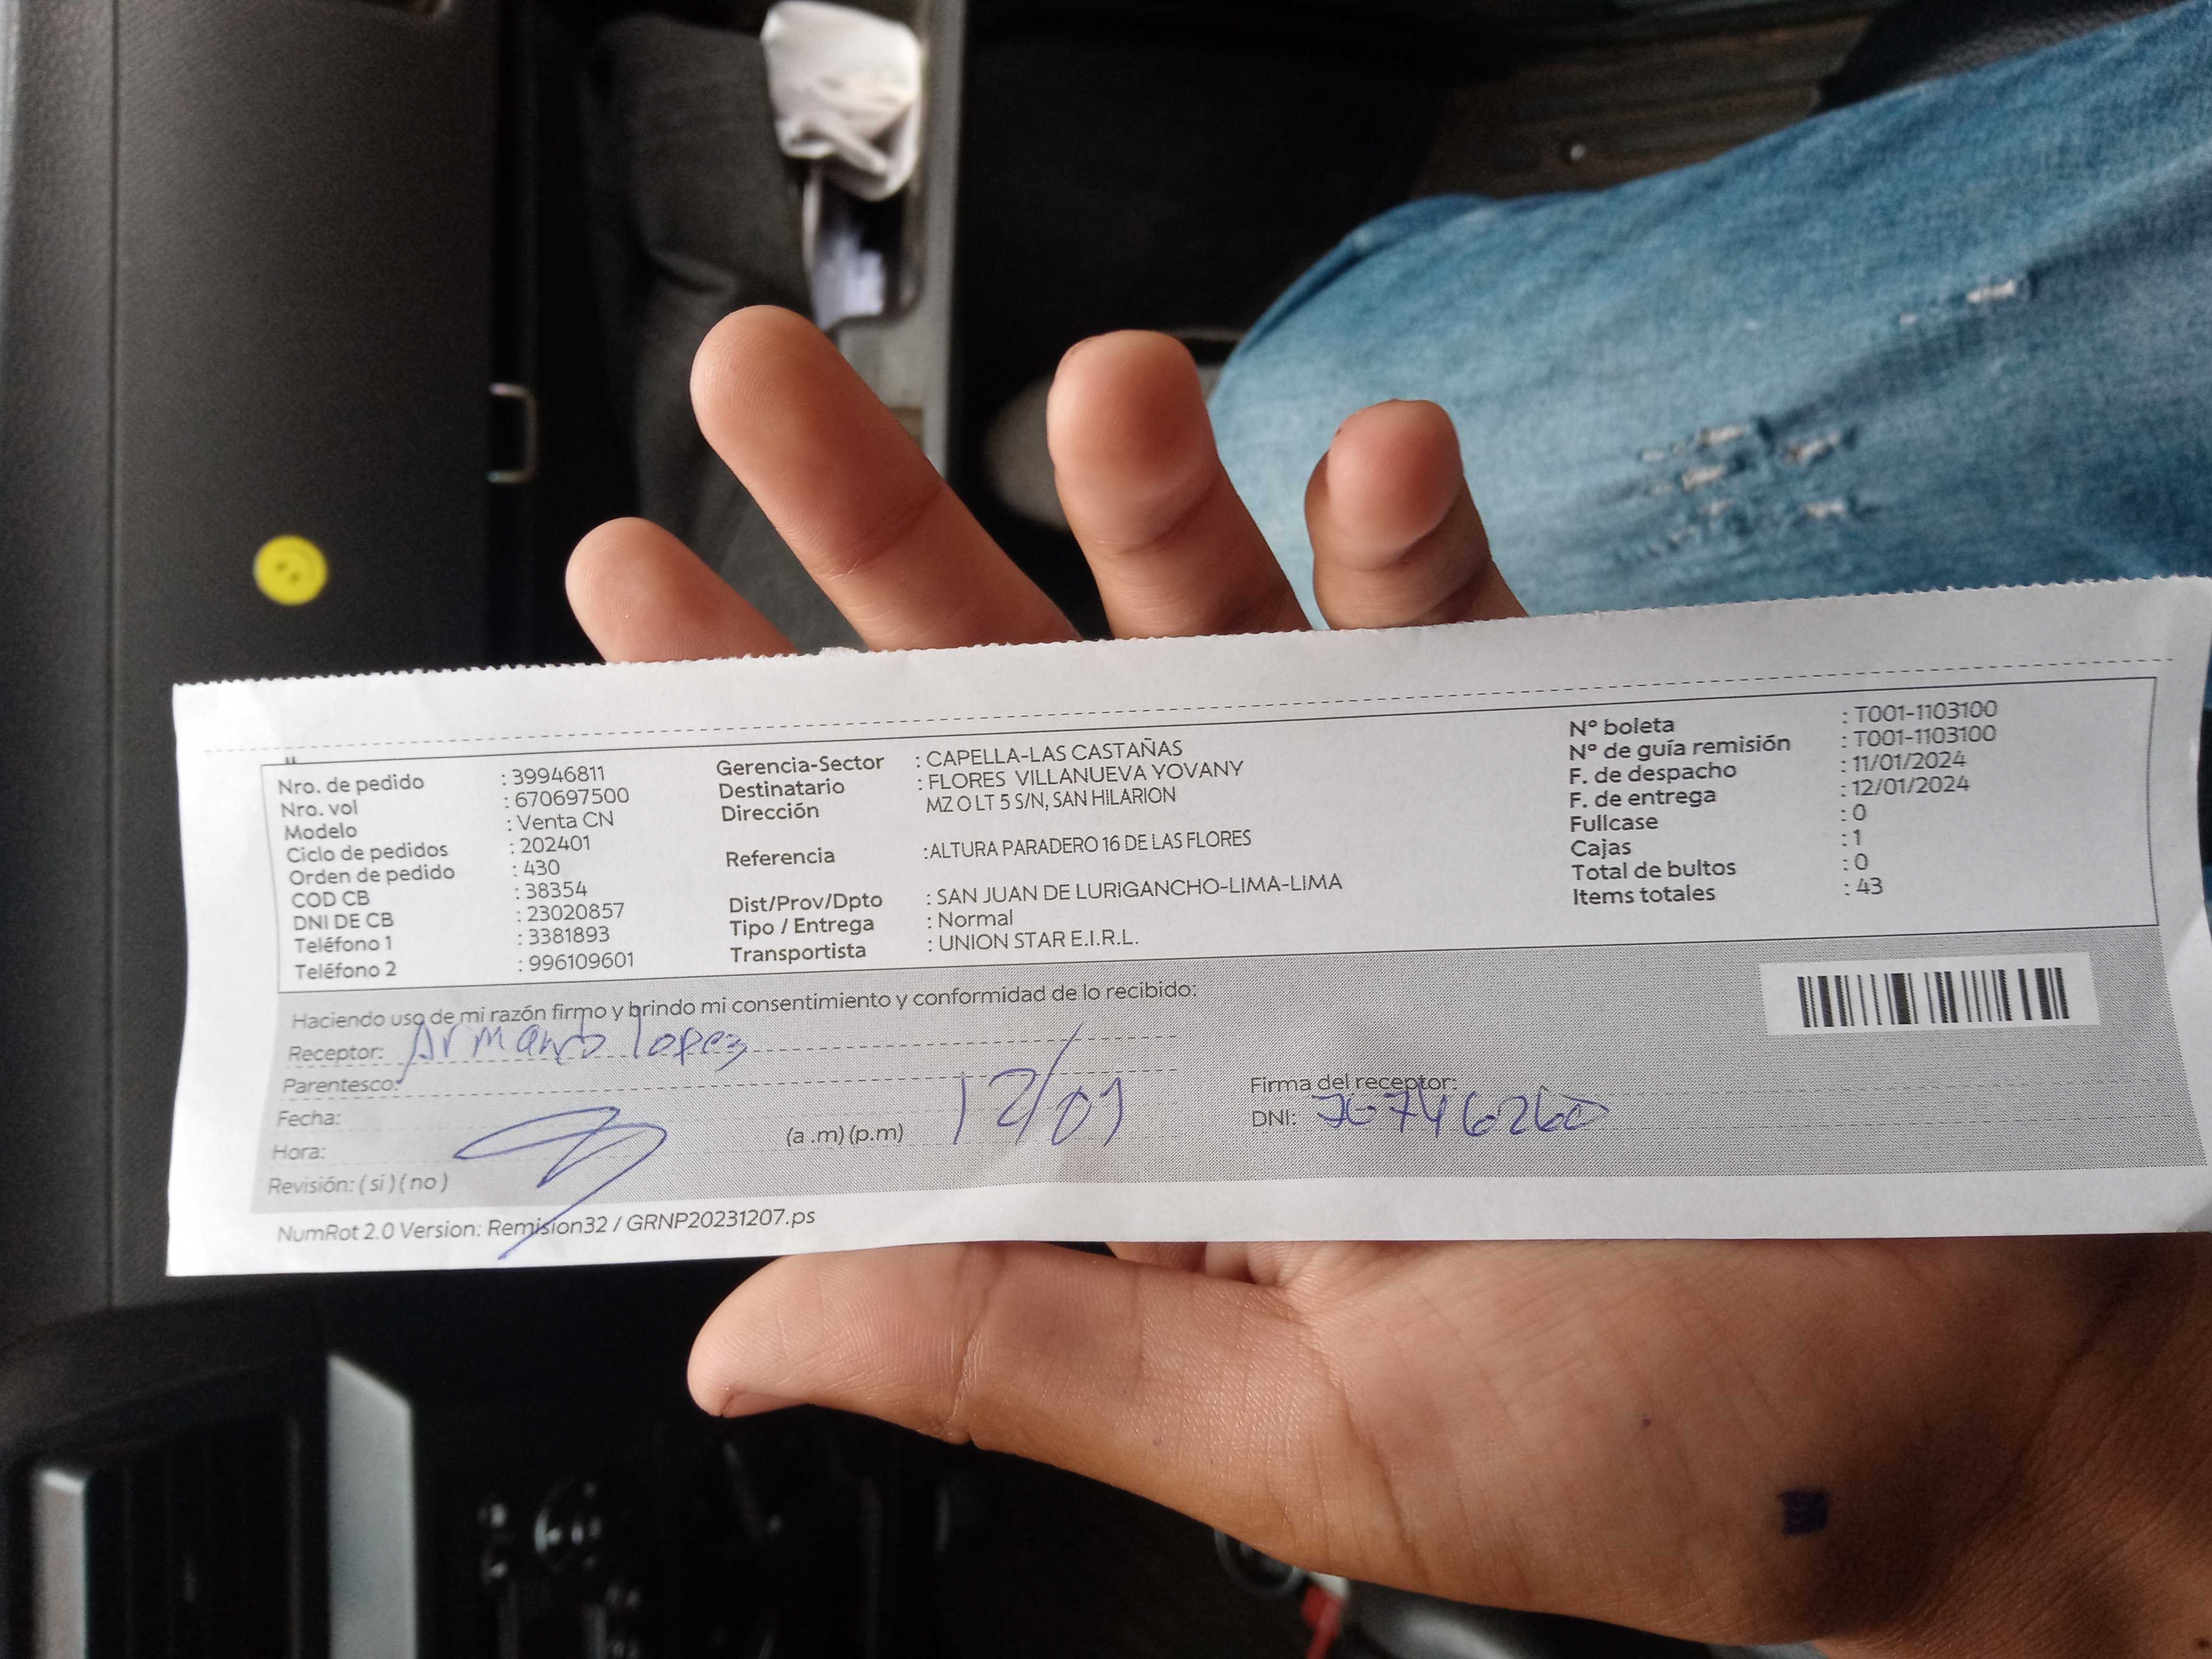 Nro. de pedido : 39946811
Nro. vol : 670697500
Modelo : Venta CN
Ciclo de pedidos : 202401
Orden de pedido : 430
COD CB : 38354
DNI DE CB : 23020857
Teléfono 1 : 3381893
Teléfono 2 : 996109601
Gerencia-Sector : CAPELLA-LAS CASTAÑAS
Destinatario : FLORES VILLANUEVA YOVANY
Dirección MZ O LT 5 S/N, SAN HILARION
Referencia :ALTURA PARADERO 16 DE LAS FLORES
Dist/Prov/Dpto : SAN JUAN DE LURIGANCHO-LIMA-LIMA
Tipo / Entrega : Normal
Transportista : UNION STAR E.I.R.L.
N° boleta : T001-1103100
N° de guía remisión : T001-1103100
F. de despacho : 11/01/2024
F. de entrega : 12/01/2024
Fullcase : 0
Cajas : 1
Total de bultos : 0
Items totales : 43
Haciendo uso de mi razón firmo y brindo mi consentimiento y conformidad de lo recibido:
Receptor: Armando lopez
Parentesco:
Fecha:
Hora: (a .m) (p.m) 12/01
Revisión: ( si ) ( no )
Firma del receptor:
DNI:
NumRot 2.0 Version: Remision32 / GRNP20231207.ps